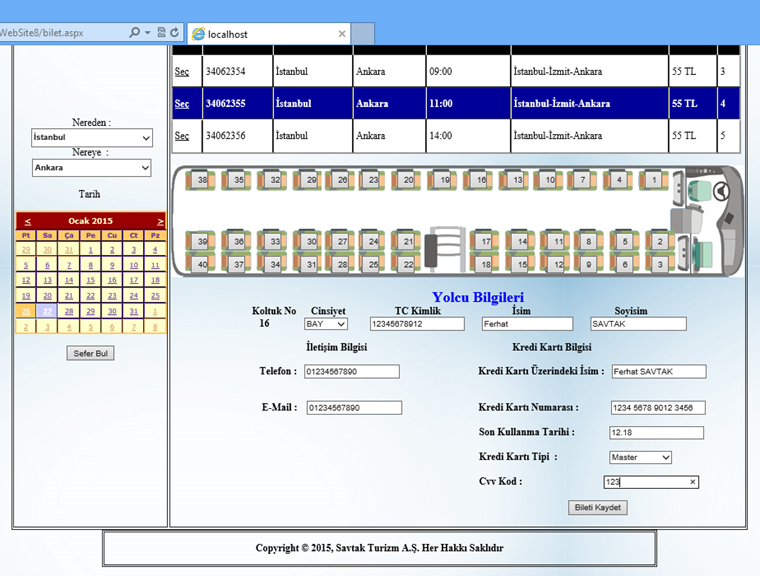 WebSite8/bilet.aspx
localhost
Seç 34062354 İstanbul Ankara 09:00 İstanbul-İzmit-Ankara 55 TL 3
Seç 34062355 İstanbul Ankara 11:00 İstanbul-İzmit-Ankara 55 TL 4
Seç 34062356 İstanbul Ankara 14:00 İstanbul-İzmit-Ankara 55 TL 5
Nereden :
İstanbul
Nereye :
Ankara
Tarih
< Ocak 2015 >
Pt Sa Ça Pe Cu Ct Pz
29 30 31 1 2 3 4
5 6 7 8 9 10 11
12 13 14 15 16 17 18
19 20 21 22 23 24 25
26 27 28 29 30 31 1
2 3 4 5 6 7 8
Sefer Bul
38 35 32 29 26 23 20 19 16 13 10 7 4 1
39 36 33 30 27 24 21 17 14 11 8 5 2
40 37 34 31 28 25 22 18 15 12 9 6 3
Yolcu Bilgileri
Koltuk No Cinsiyet TC Kimlik İsim Soyisim
16 BAY 12345678912 Ferhat SAVTAK
İletişim Bilgisi Kredi Kartı Bilgisi
Telefon : 01234567890 Kredi Kartı Üzerindeki İsim : Ferhat SAVTAK
E-Mail : 01234567890 Kredi Kartı Numarası : 1234 5678 9012 3456
Son Kullanma Tarihi : 12.18
Kredi Kartı Tipi : Master
Cvv Kod : 123
Bileti Kaydet
Copyright © 2015, Savtak Turizm A.Ş. Her Hakkı Saklıdır